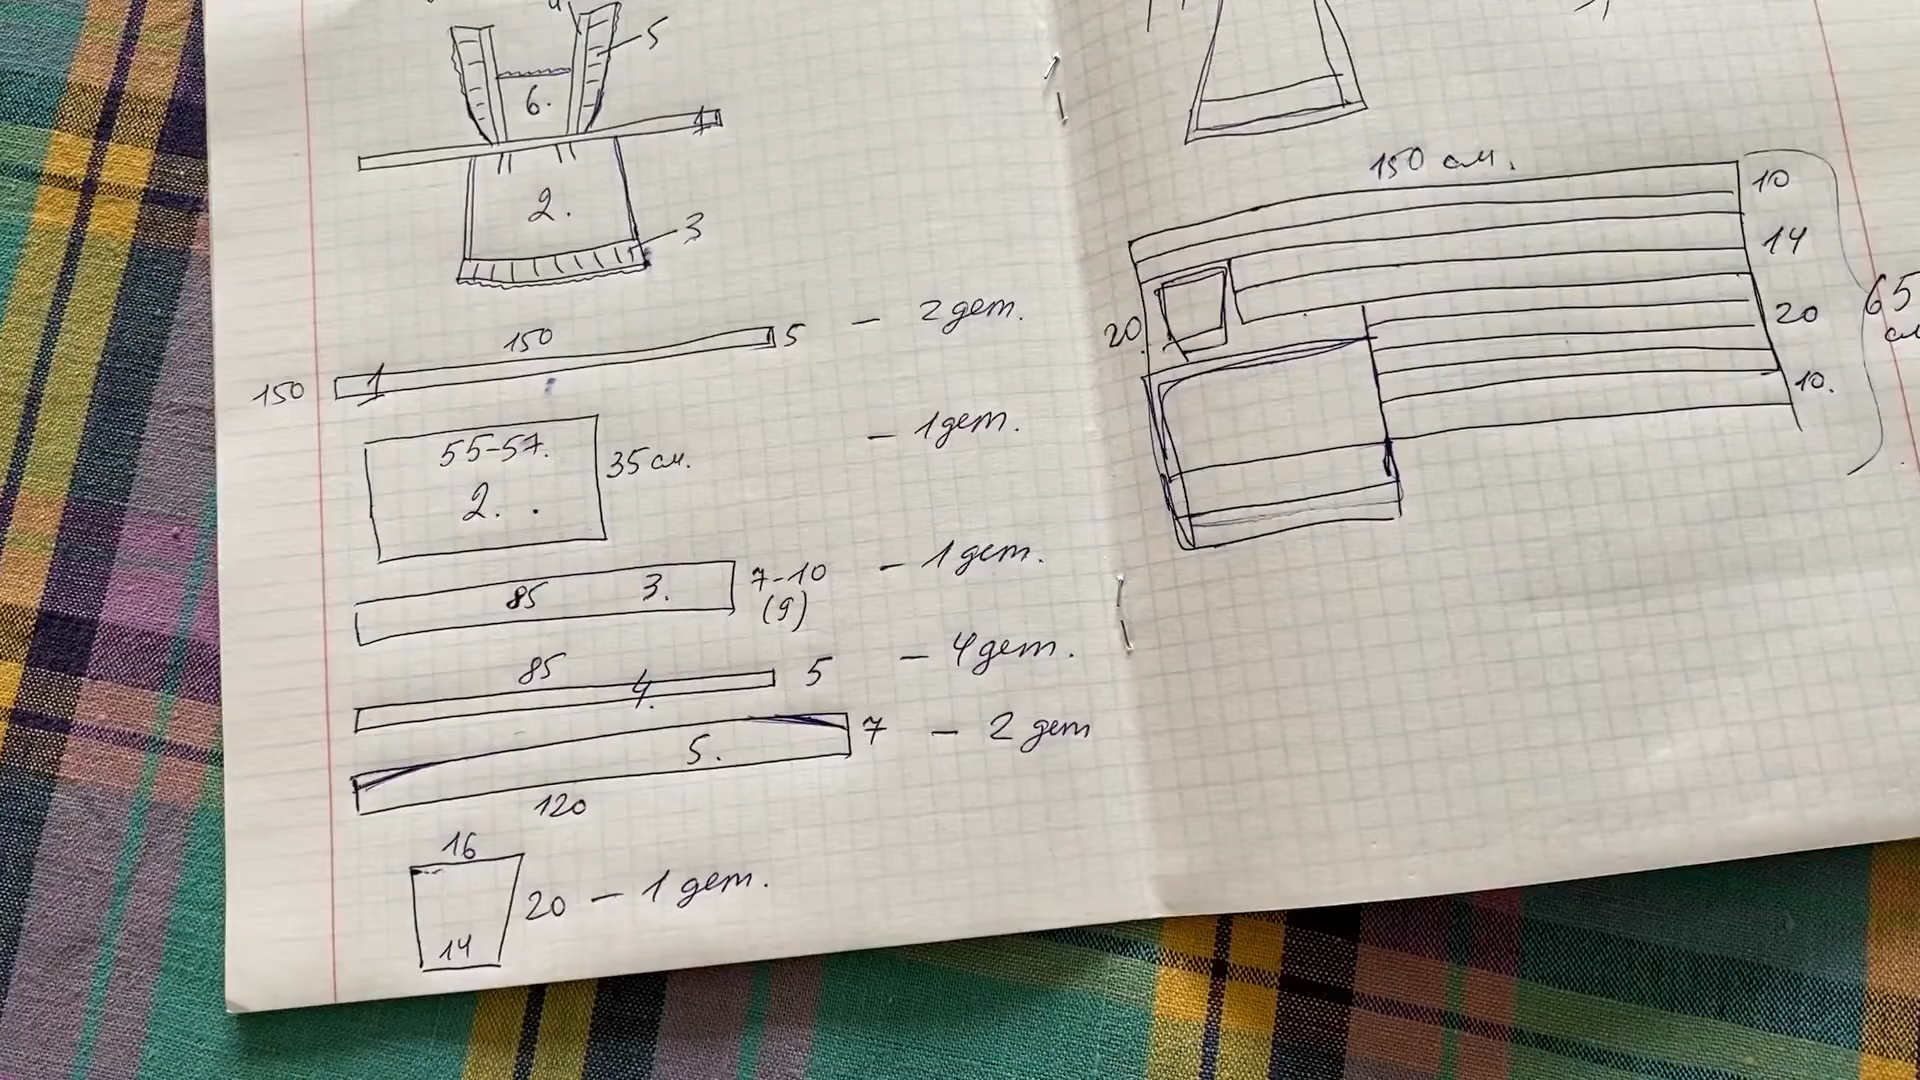 5
6.
1
2.
3
150
5 - 2 дет.
150 1
55-57.
35 см.
2.
- 1 дет.
85 3.
7-10
(9)
- 1 дет.
85
4.
5 - 4 дет.
5.
7 - 2 дет
120
16
20 - 1 дет.
14
150 см.
10
14
20
20
10.
65
см